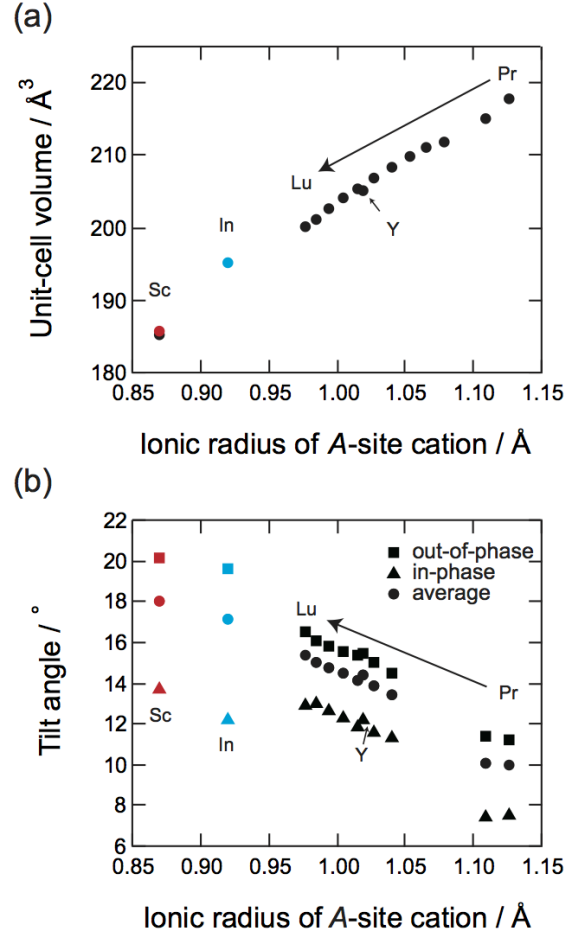 (a)
Unit-cell volume / Å³
220
210
200
190
180
Pr
Lu
In
Y
Sc
0.85 0.90 0.95 1.00 1.05 1.10 1.15
Ionic radius of A-site cation / Å
(b)
Tilt angle / °
22
20
18
16
14
12
10
8
6
out-of-phase
in-phase
average
Lu
Pr
Sc
In
Y
0.85 0.90 0.95 1.00 1.05 1.10 1.15
Ionic radius of A-site cation / Å